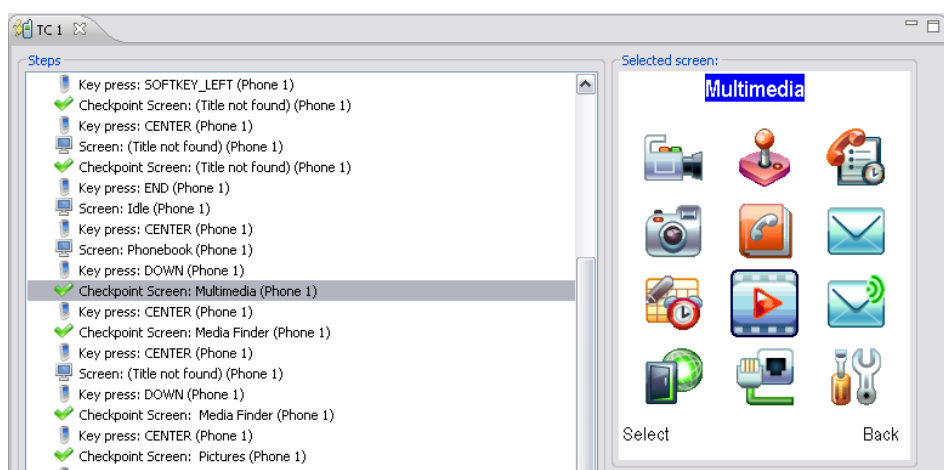 TC 1
Steps
Key press: SOFTKEY_LEFT (Phone 1)
Checkpoint Screen: (Title not found) (Phone 1)
Key press: CENTER (Phone 1)
Screen: (Title not found) (Phone 1)
Checkpoint Screen: (Title not found) (Phone 1)
Key press: END (Phone 1)
Screen: Idle (Phone 1)
Key press: CENTER (Phone 1)
Screen: Phonebook (Phone 1)
Key press: DOWN (Phone 1)
Checkpoint Screen: Multimedia (Phone 1)
Key press: CENTER (Phone 1)
Checkpoint Screen: Media Finder (Phone 1)
Key press: CENTER (Phone 1)
Screen: (Title not found) (Phone 1)
Key press: DOWN (Phone 1)
Checkpoint Screen:  Media Finder (Phone 1)
Key press: CENTER (Phone 1)
Checkpoint Screen:  Pictures (Phone 1)
Selected screen:
Multimedia
Select Back